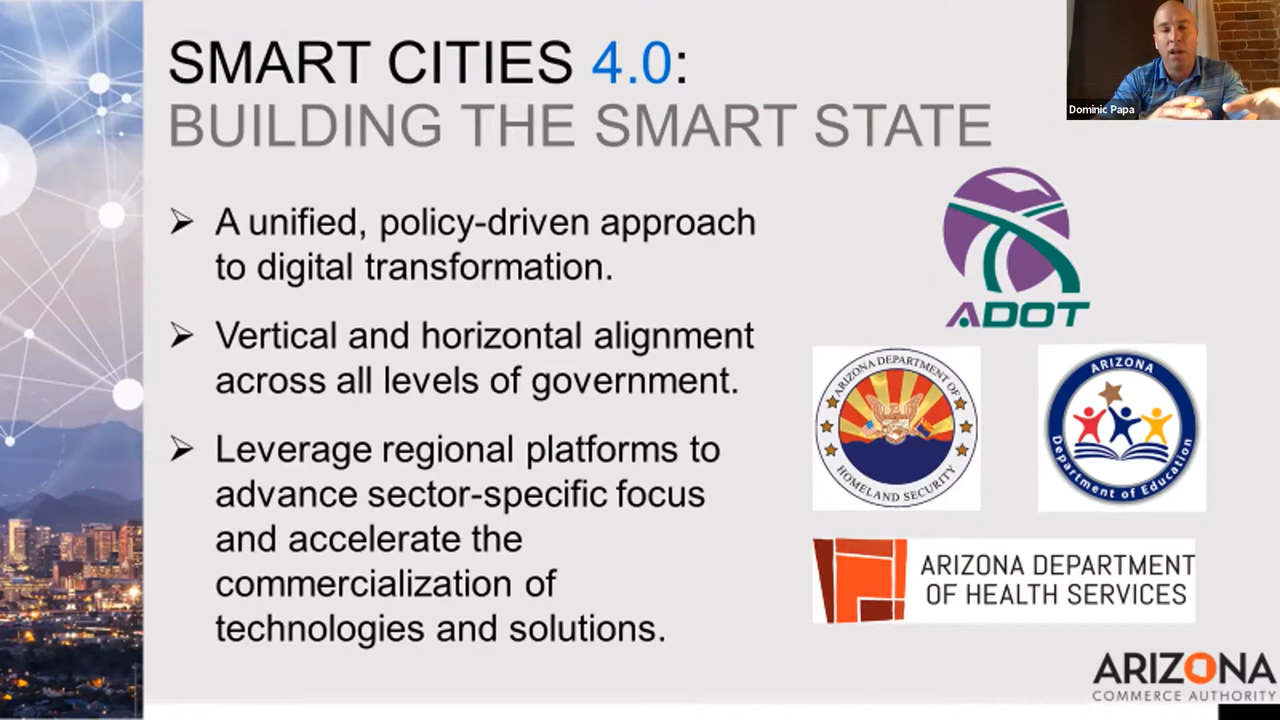 SMART CITIES 4.0:
BUILDING THE SMART STATE
Dominic Papa
➢ A unified, policy-driven approach
to digital transformation.
➢ Vertical and horizontal alignment
across all levels of government.
➢ Leverage regional platforms to
advance sector-specific focus
and accelerate the
commercialization of
technologies and solutions.
ADOT
ARIZONA DEPARTMENT OF
HOMELAND SECURITY
ARIZONA
Department of Education
ARIZONA DEPARTMENT
OF HEALTH SERVICES
ARIZONA
COMMERCE AUTHORITY